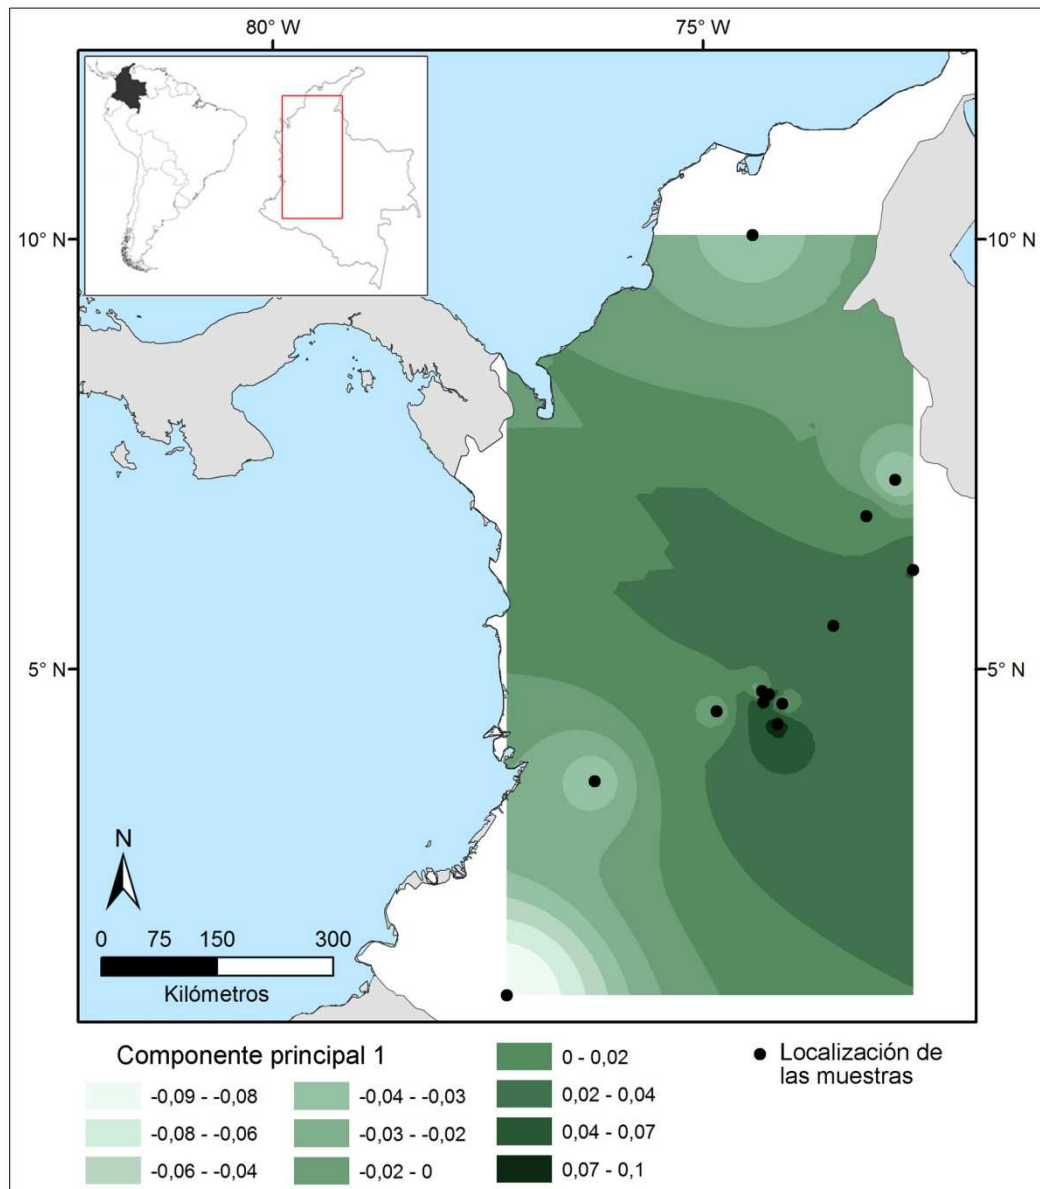 80° W
75° W
10° N
10° N
5° N
5° N
N
0 75 150 300
Kilómetros
Componente principal 1
-0,09 - -0,08
-0,08 - -0,06
-0,06 - -0,04
-0,04 - -0,03
-0,03 - -0,02
-0,02 - 0
0 - 0,02
0,02 - 0,04
0,04 - 0,07
0,07 - 0,1
Localización de
las muestras